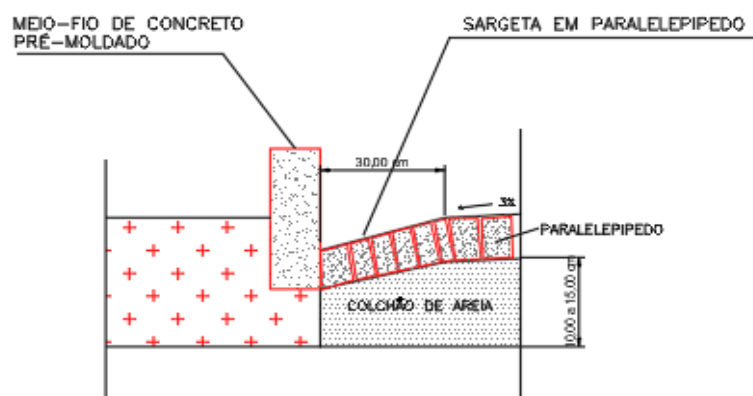 MEIO-FIO DE CONCRETO
PRÉ-MOLDADO
SARGETA EM PARALELEPIPEDO
30,00 cm
3%
PARALELEPIPEDO
COLCHÃO DE AREIA
10,00 a 15,00 cm